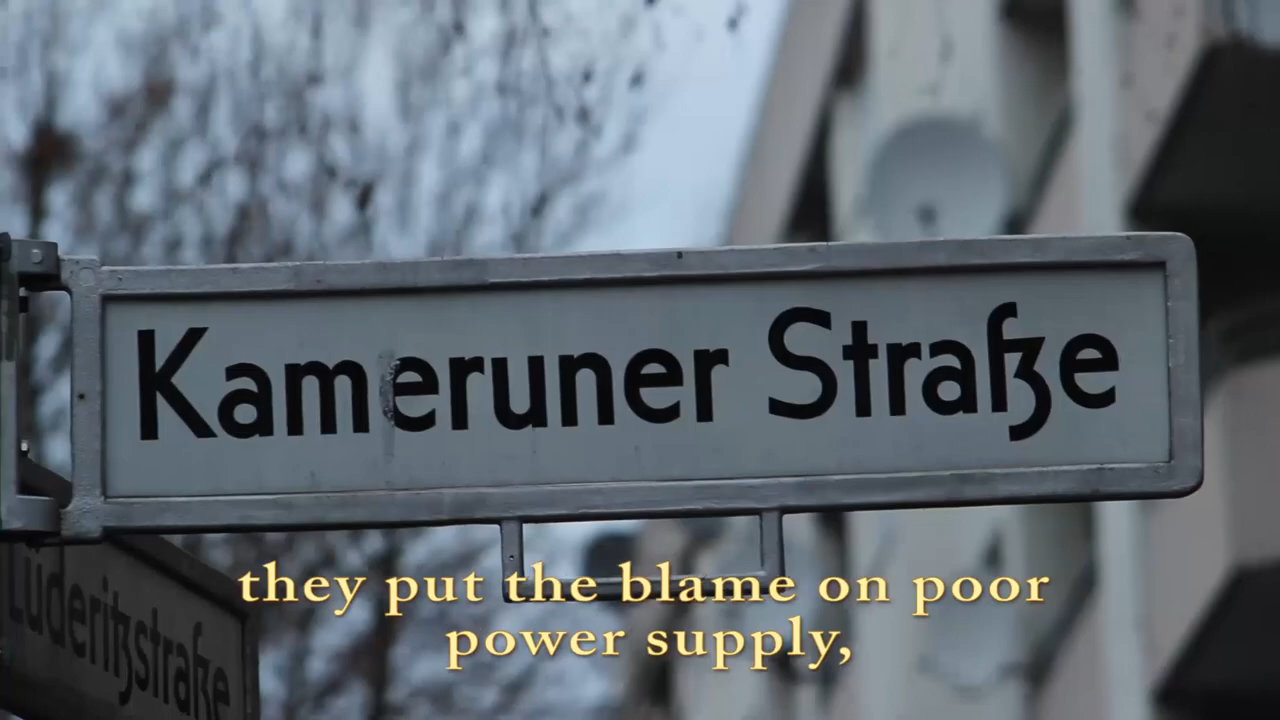 Kameruner Straße
Lüderitzstraße
they put the blame on poor
power supply,